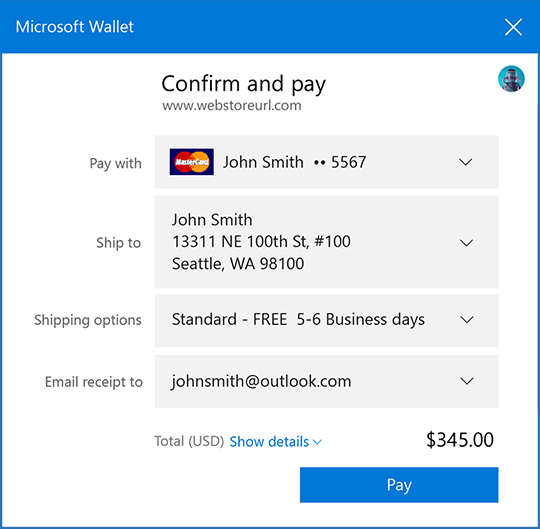 Microsoft Wallet
Confirm and pay
www.webstoreurl.com
Pay with MasterCard John Smith •• 5567
Ship to
John Smith
13311 NE 100th St, #100
Seattle, WA 98100
Shipping options Standard - FREE 5-6 Business days
Email receipt to johnsmith@outlook.com
Total (USD) Show details $345.00
Pay